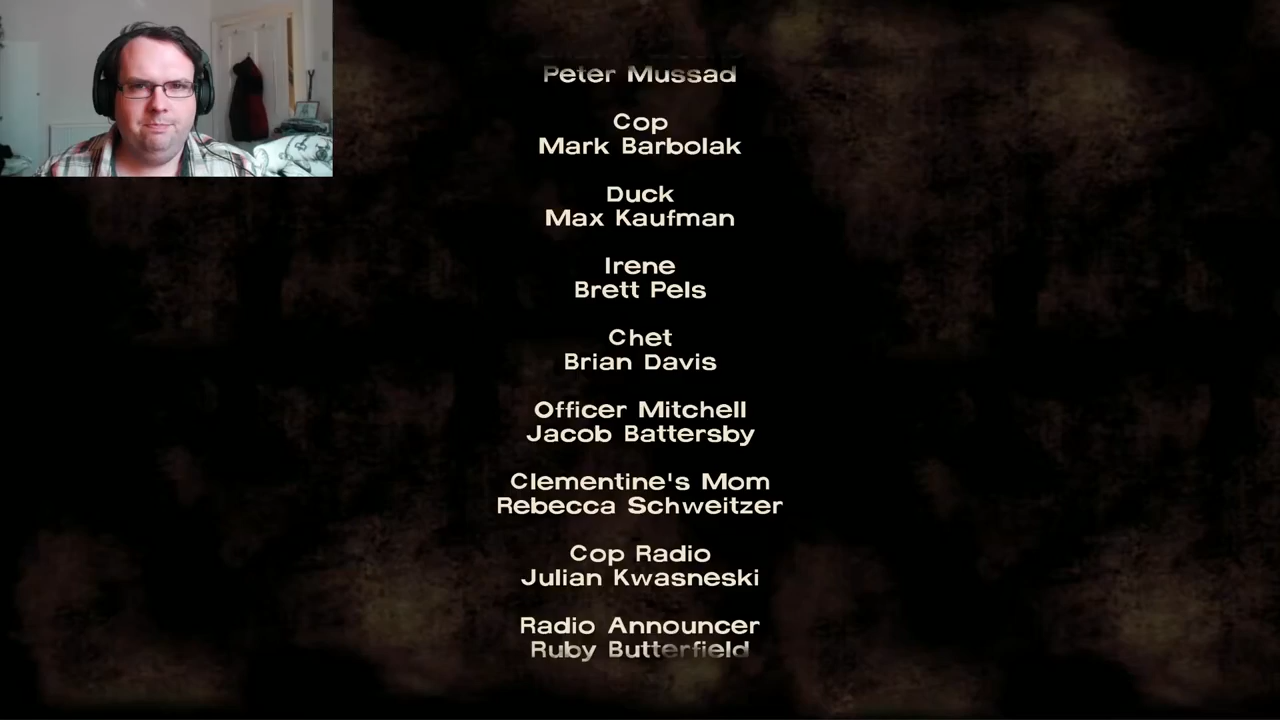 Peter Mussad
Cop
Mark Barbolak
Duck
Max Kaufman
Irene
Brett Pels
Chet
Brian Davis
Officer Mitchell
Jacob Battersby
Clementine's Mom
Rebecca Schweitzer
Cop Radio
Julian Kwasneski
Radio Announcer
Ruby Butterfield